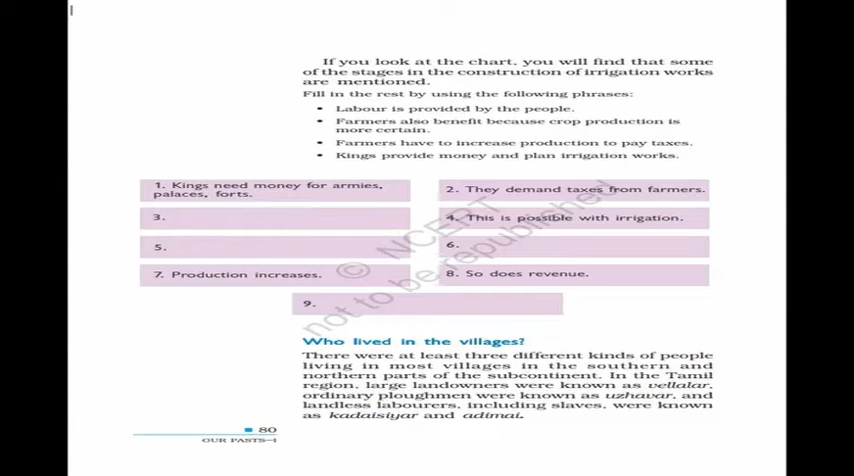 If you look at the chart, you will find that some
of the stages in the construction of irrigation works
are mentioned.
Fill in the rest by using the following phrases:
• Labour is provided by the people.
• Farmers also benefit because crop production is
more certain.
• Farmers have to increase production to pay taxes.
• Kings provide money and plan irrigation works.
1. Kings need money for armies,
palaces, forts.
2. They demand taxes from farmers.
3.
4. This is possible with irrigation.
5.
6.
7. Production increases.
8. So does revenue.
9.
© NCERT
not to be republished
Who lived in the villages?
There were at least three different kinds of people
living in most villages in the southern and
northern parts of the subcontinent. In the Tamil
region, large landowners were known as vellalar,
ordinary ploughmen were known as uzhavar, and
landless labourers, including slaves, were known
as kadaisiyar and adimai.
■ 80
OUR PASTS–I